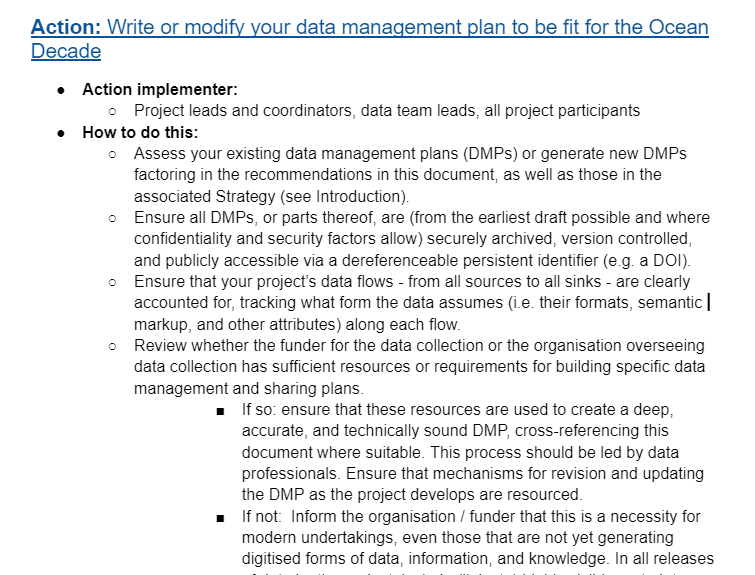 Action: Write or modify your data management plan to be fit for the Ocean
Decade
● Action implementer:
○ Project leads and coordinators, data team leads, all project participants
● How to do this:
○ Assess your existing data management plans (DMPs) or generate new DMPs
factoring in the recommendations in this document, as well as those in the
associated Strategy (see Introduction).
○ Ensure all DMPs, or parts thereof, are (from the earliest draft possible and where
confidentiality and security factors allow) securely archived, version controlled,
and publicly accessible via a dereferenceable persistent identifier (e.g. a DOI).
○ Ensure that your project's data flows - from all sources to all sinks - are clearly
accounted for, tracking what form the data assumes (i.e. their formats, semantic
markup, and other attributes) along each flow.
○ Review whether the funder for the data collection or the organisation overseeing
data collection has sufficient resources or requirements for building specific data
management and sharing plans.
■ If so: ensure that these resources are used to create a deep,
accurate, and technically sound DMP, cross-referencing this
document where suitable. This process should be led by data
professionals. Ensure that mechanisms for revision and updating
the DMP as the project develops are resourced.
■ If not: Inform the organisation / funder that this is a necessity for
modern undertakings, even those that are not yet generating
digitised forms of data, information, and knowledge. In all releases